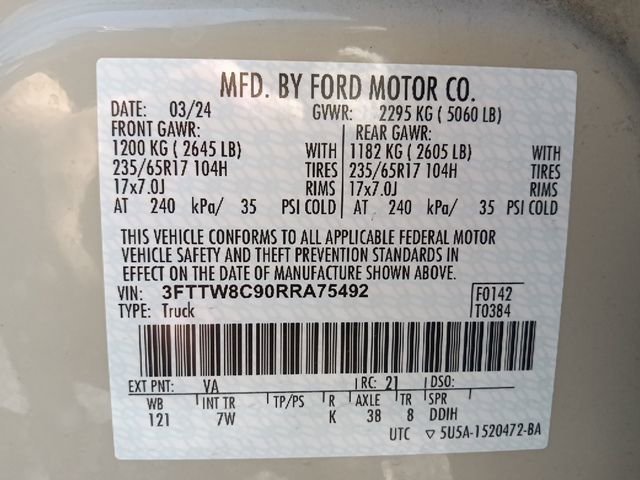 MFD. BY FORD MOTOR CO.
DATE: 03/24 GVWR: 2295 KG ( 5060 LB)
FRONT GAWR: REAR GAWR:
1200 KG ( 2645 LB) WITH 1182 KG ( 2605 LB) WITH
235/65R17 104H TIRES 235/65R17 104H TIRES
17x7.0J RIMS 17x7.0J RIMS
AT 240 kPa/ 35 PSI COLD AT 240 kPa/ 35 PSI COLD
THIS VEHICLE CONFORMS TO ALL APPLICABLE FEDERAL MOTOR
VEHICLE SAFETY AND THEFT PREVENTION STANDARDS IN
EFFECT ON THE DATE OF MANUFACTURE SHOWN ABOVE.
VIN: 3FTTW8C90RRA75492 F0142
TYPE: Truck T0384
EXT PNT: VA RC: 21 DSO:
WB INT TR TP/PS R AXLE TR SPR
121 7W K 38 8 DDIH
UTC ▽ 5U5A-1520472-BA